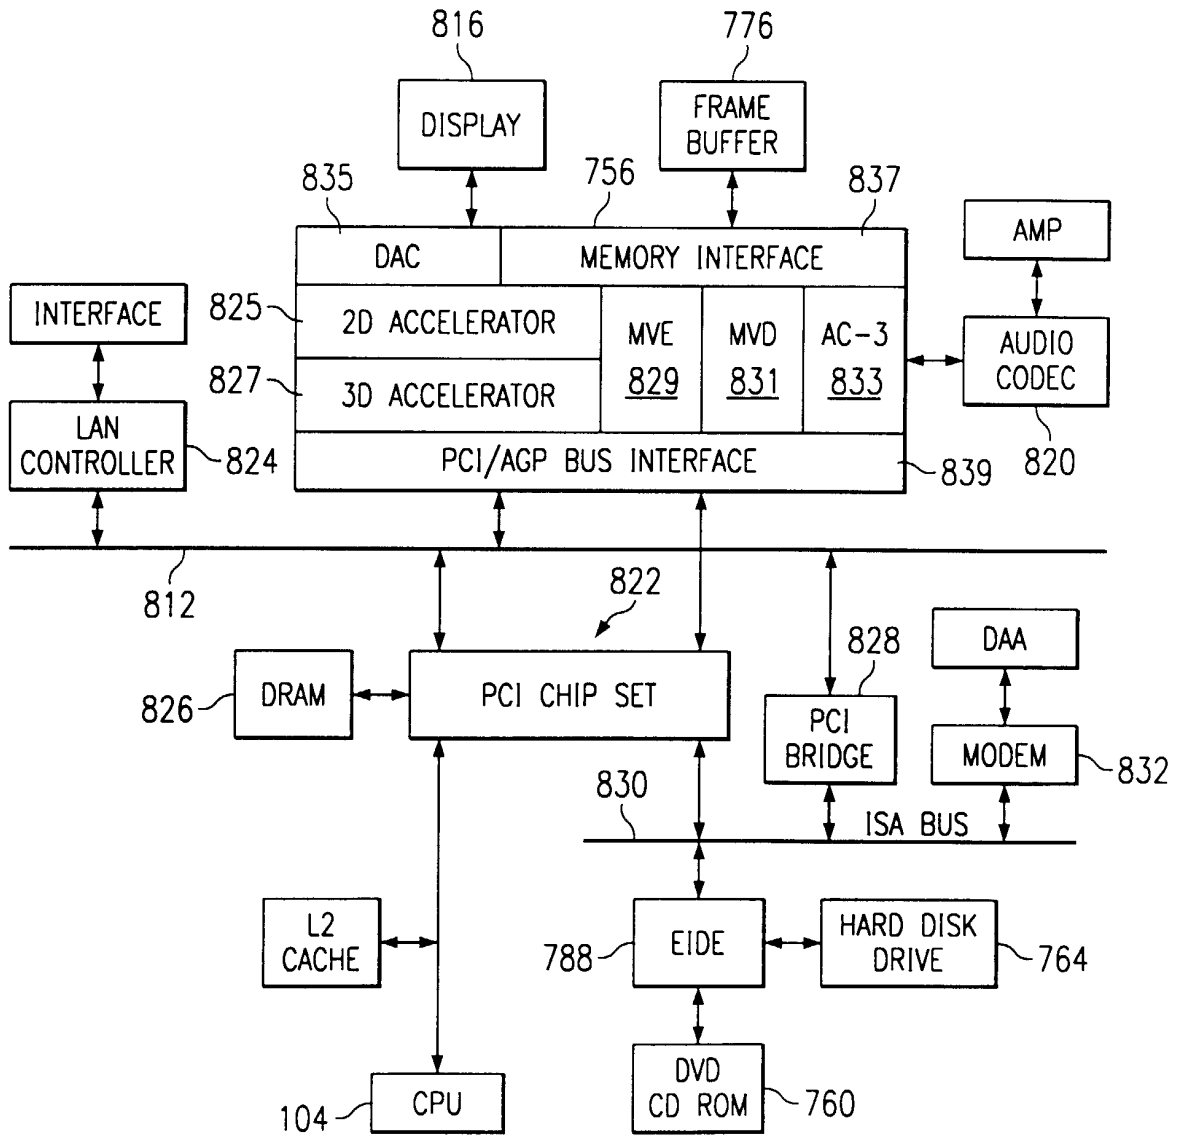 816
776
DISPLAY
FRAME
BUFFER
835
756
837
DAC
MEMORY INTERFACE
AMP
INTERFACE
825
2D ACCELERATOR
MVE
829
MVD
831
AC-3
833
AUDIO
CODEC
827
3D ACCELERATOR
LAN
CONTROLLER
824
PCI/AGP BUS INTERFACE
839
820
812
822
828
DAA
826
DRAM
PCI CHIP SET
PCI
BRIDGE
MODEM
832
830
ISA BUS
L2
CACHE
788
EIDE
HARD DISK
DRIVE
764
104
CPU
DVD
CD ROM
760